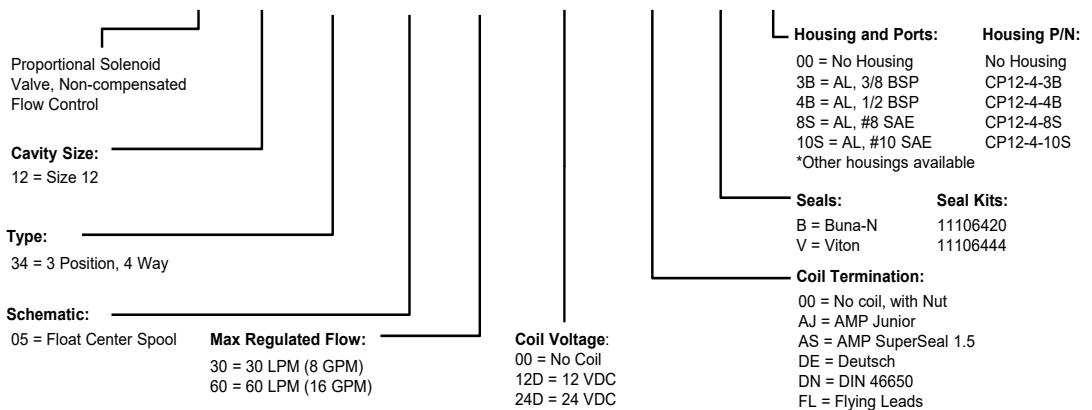 Proportional Solenoid
Valve, Non-compensated
Flow Control
Cavity Size:
12 = Size 12
Type:
34 = 3 Position, 4 Way
Schematic:
05 = Float Center Spool
Max Regulated Flow:
30 = 30 LPM (8 GPM)
60 = 60 LPM (16 GPM)
Coil Voltage:
00 = No Coil
12D = 12 VDC
24D = 24 VDC
Housing and Ports: Housing P/N:
00 = No Housing No Housing
3B = AL, 3/8 BSP CP12-4-3B
4B = AL, 1/2 BSP CP12-4-4B
8S = AL, #8 SAE CP12-4-8S
10S = AL, #10 SAE CP12-4-10S
*Other housings available
Seals: Seal Kits:
B = Buna-N 11106420
V = Viton 11106444
Coil Termination:
00 = No coil, with Nut
AJ = AMP Junior
AS = AMP SuperSeal 1.5
DE = Deutsch
DN = DIN 46650
FL = Flying Leads